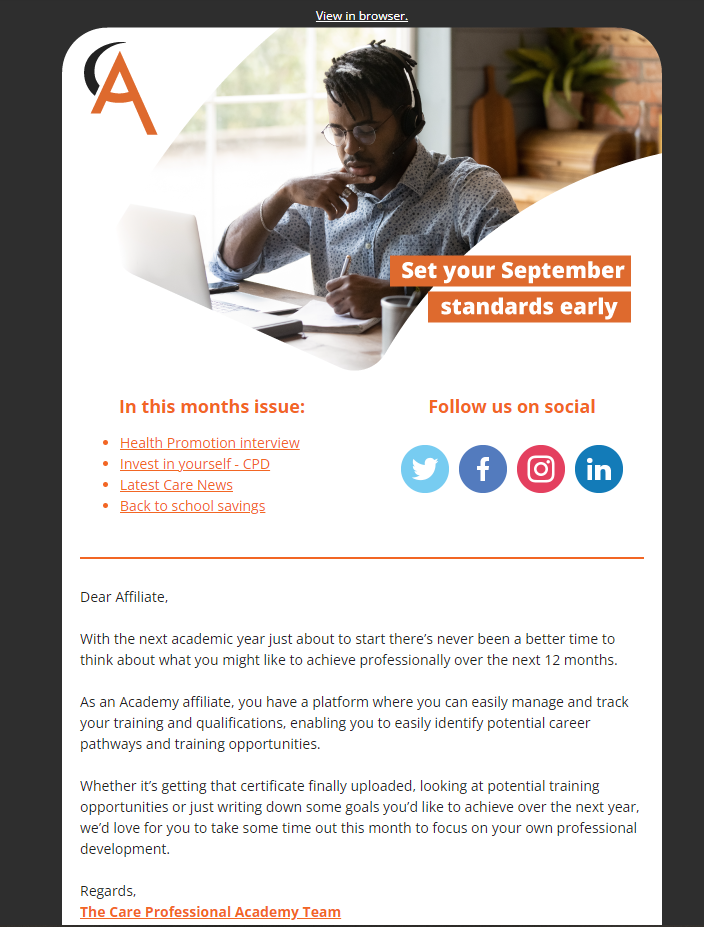 View in browser.
Set your September
standards early
In this months issue:
Health Promotion interview
Invest in yourself - CPD
Latest Care News
Back to school savings
Follow us on social
Dear Affiliate,
With the next academic year just about to start there’s never been a better time to
think about what you might like to achieve professionally over the next 12 months.
As an Academy affiliate, you have a platform where you can easily manage and track
your training and qualifications, enabling you to easily identify potential career
pathways and training opportunities.
Whether it’s getting that certificate finally uploaded, looking at potential training
opportunities or just writing down some goals you’d like to achieve over the next year,
we’d love for you to take some time out this month to focus on your own professional
development.
Regards,
The Care Professional Academy Team